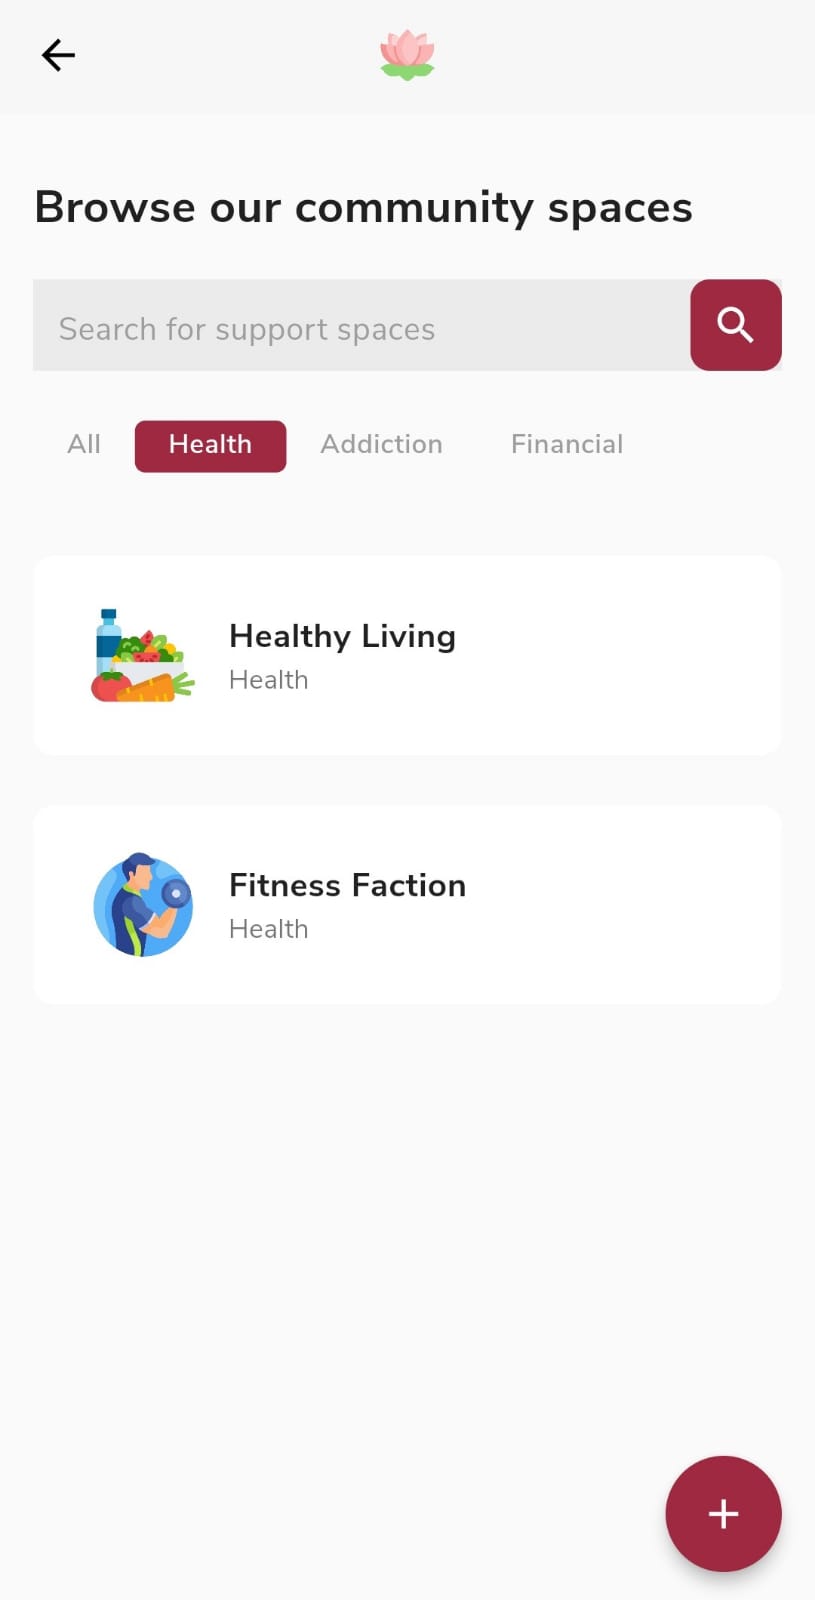 Browse our community spaces
Search for support spaces
All Health Addiction Financial
Healthy Living
Health
Fitness Faction
Health